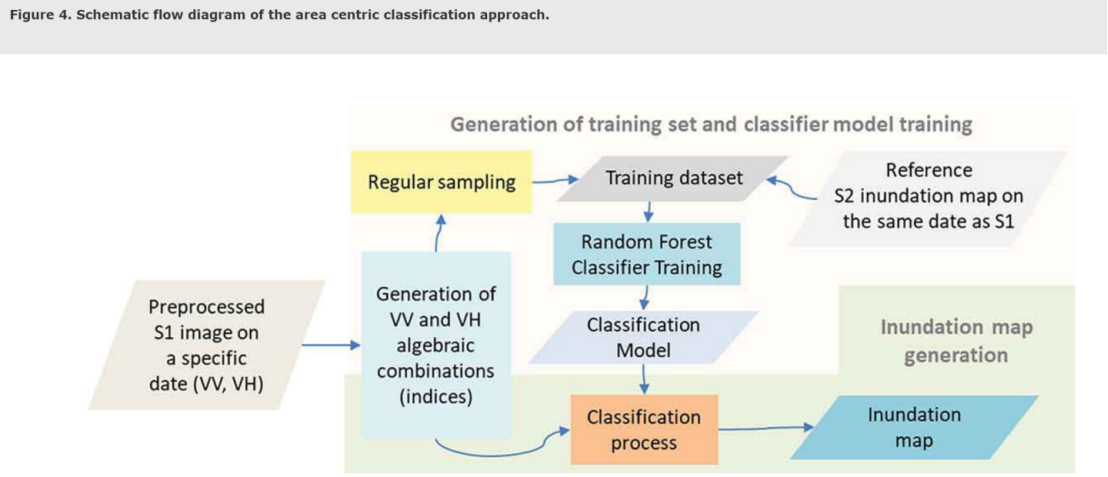 Figure 4. Schematic flow diagram of the area centric classification approach.
Generation of training set and classifier model training
Regular sampling
Training dataset
Reference
S2 inundation map on
the same date as S1
Random Forest
Classifier Training
Preprocessed
S1 image on
a specific
date (VV, VH)
Generation of
VV and VH
algebraic
combinations
(indices)
Classification
Model
Inundation map
generation
Classification
process
Inundation
map